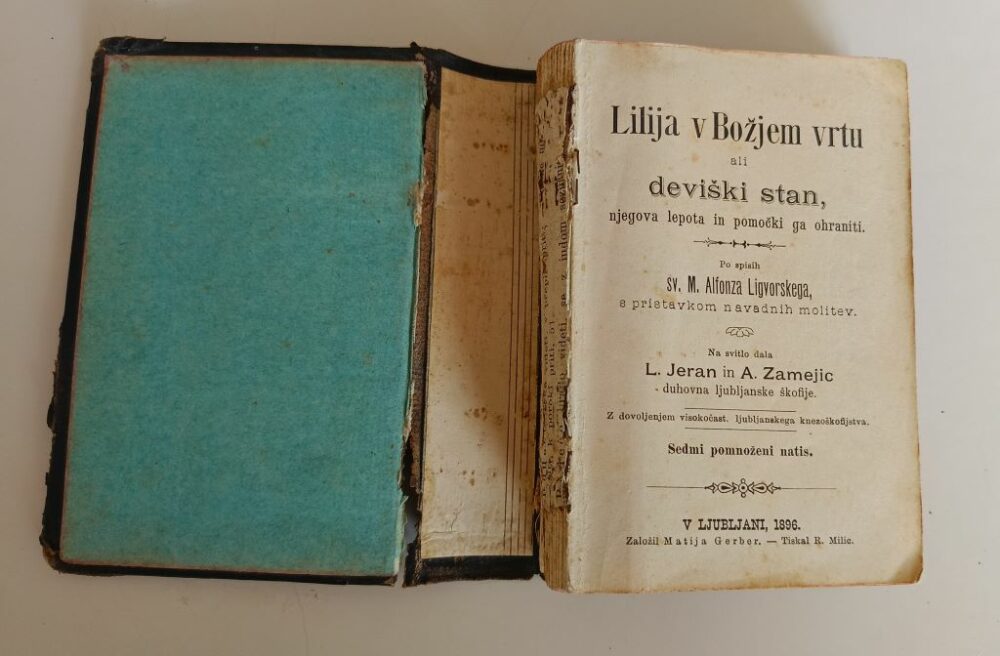 Lilija v Božjem vrtu
ali
deviški stan,
njegova lepota in pomočki ga ohraniti.
Po spisih
sv. M. Alfonza Ligvorskega,
s pristavkom navadnih molitev.
Na svitlo dala
L. Jeran in A. Zamejic
duhovna ljubljanske škofije.
Z dovoljenjem visokočast. ljubljanskega knezoškofijstva.
Sedmi pomnoženi natis.
V LJUBLJANI, 1896.
Založil Matija Gerber. — Tiskal R. Milic.